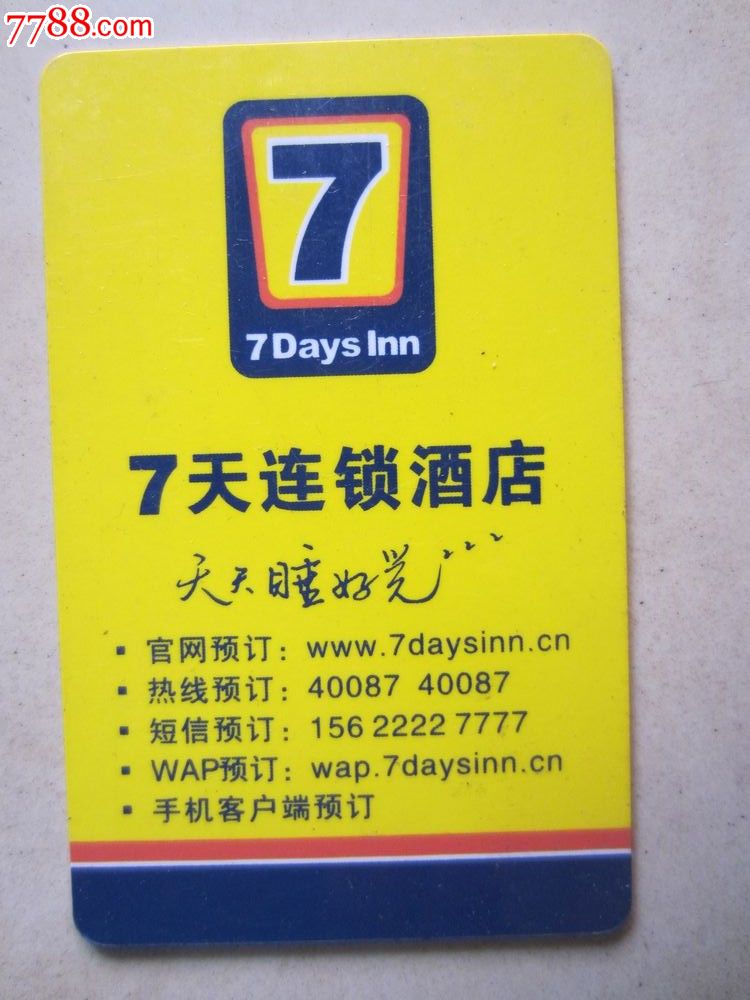 7788.com
7
7Days Inn
7天连锁酒店
天天睡好觉 z z z
▪ 官网预订：www.7daysinn.cn
▪ 热线预订：40087 40087
▪ 短信预订：156 2222 7777
▪ WAP预订：wap.7daysinn.cn
▪ 手机客户端预订